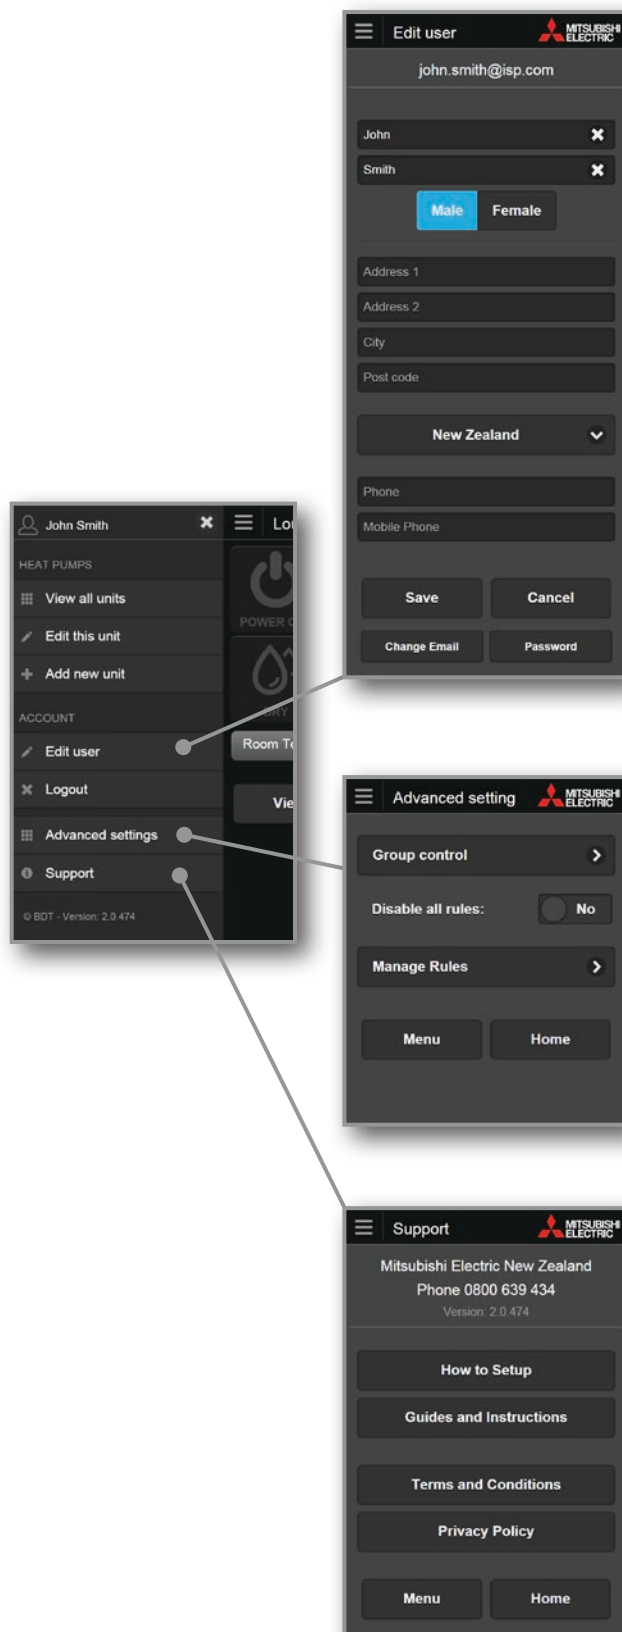 Edit user
MITSUBISHI
ELECTRIC
john.smith@isp.com
John
Smith
Male Female
Address 1
Address 2
City
Post code
New Zealand
Phone
Mobile Phone
Save Cancel
Change Email Password
John Smith
HEAT PUMPS
View all units
Edit this unit
Add new unit
ACCOUNT
Edit user
Logout
Advanced settings
Support
© BDT - Version: 2.0.474
Lou
POWER
DRY
Room Te
Vie
Advanced setting
MITSUBISHI
ELECTRIC
Group control
Disable all rules: No
Manage Rules
Menu Home
Support
MITSUBISHI
ELECTRIC
Mitsubishi Electric New Zealand
Phone 0800 639 434
Version: 2.0.474
How to Setup
Guides and Instructions
Terms and Conditions
Privacy Policy
Menu Home